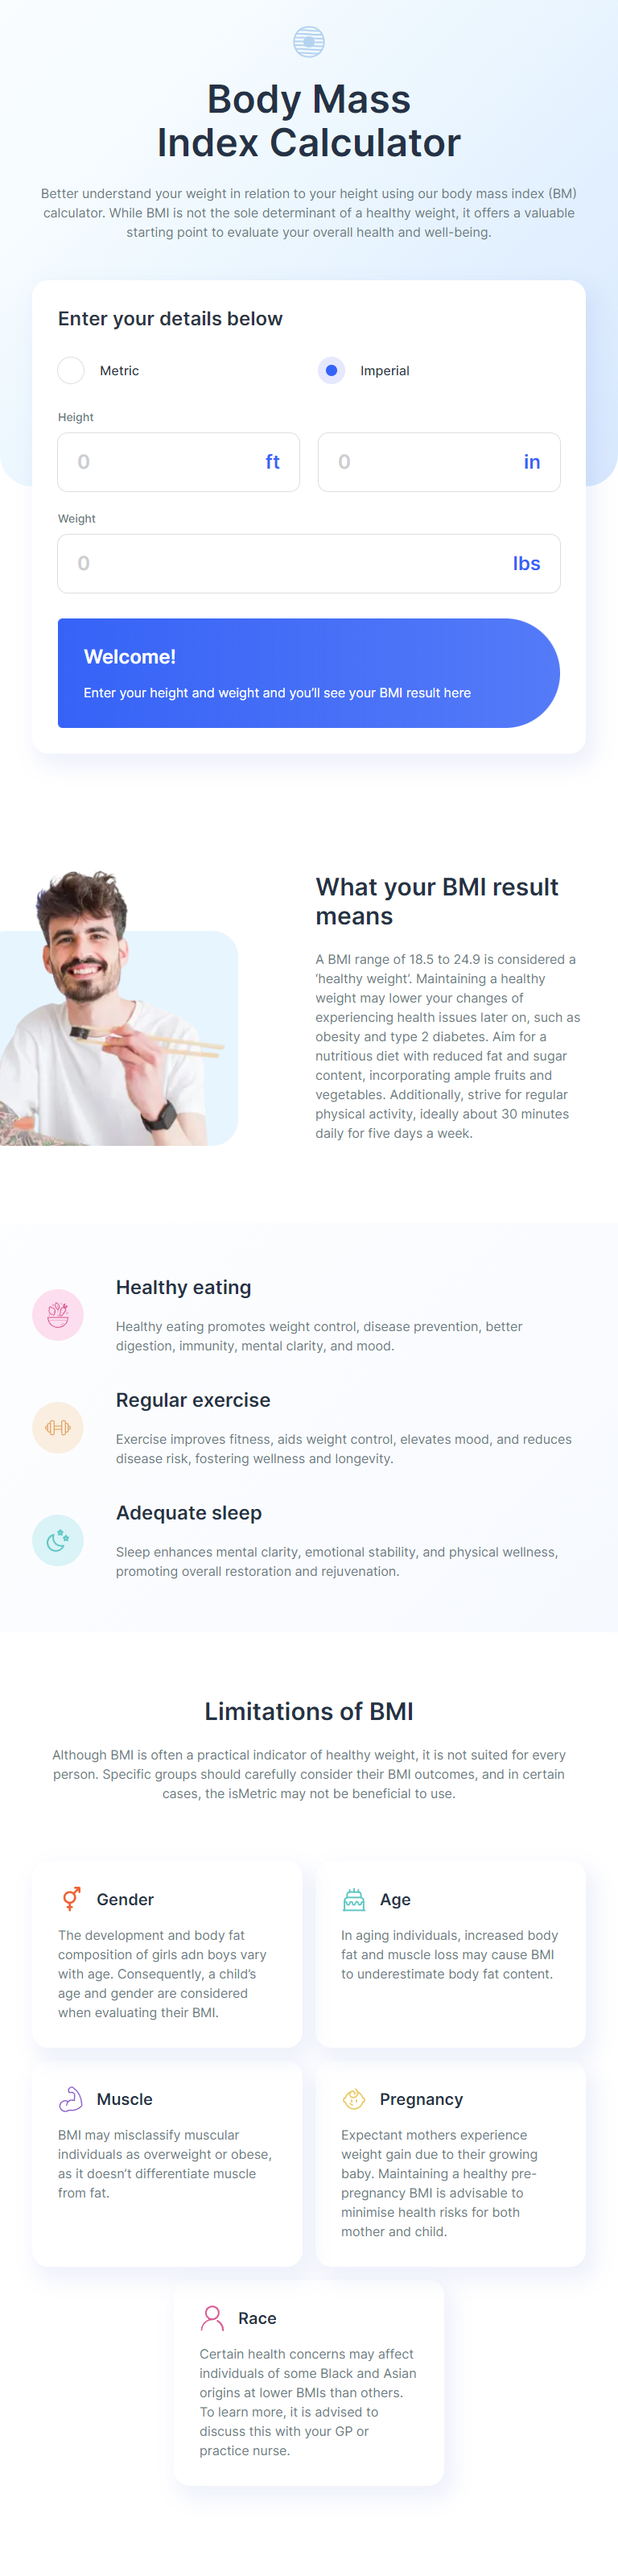 Body Mass
Index Calculator
Better understand your weight in relation to your height using our body mass index (BM)
calculator. While BMI is not the sole determinant of a healthy weight, it offers a valuable
starting point to evaluate your overall health and well-being.
Enter your details below
Metric
Imperial
Height
0 ft
0 in
Weight
0 lbs
Welcome!
Enter your height and weight and you’ll see your BMI result here
What your BMI result
means
A BMI range of 18.5 to 24.9 is considered a
‘healthy weight’. Maintaining a healthy
weight may lower your changes of
experiencing health issues later on, such as
obesity and type 2 diabetes. Aim for a
nutritious diet with reduced fat and sugar
content, incorporating ample fruits and
vegetables. Additionally, strive for regular
physical activity, ideally about 30 minutes
daily for five days a week.
Healthy eating
Healthy eating promotes weight control, disease prevention, better
digestion, immunity, mental clarity, and mood.
Regular exercise
Exercise improves fitness, aids weight control, elevates mood, and reduces
disease risk, fostering wellness and longevity.
Adequate sleep
Sleep enhances mental clarity, emotional stability, and physical wellness,
promoting overall restoration and rejuvenation.
Limitations of BMI
Although BMI is often a practical indicator of healthy weight, it is not suited for every
person. Specific groups should carefully consider their BMI outcomes, and in certain
cases, the isMetric may not be beneficial to use.
Gender
The development and body fat
composition of girls adn boys vary
with age. Consequently, a child’s
age and gender are considered
when evaluating their BMI.
Age
In aging individuals, increased body
fat and muscle loss may cause BMI
to underestimate body fat content.
Muscle
BMI may misclassify muscular
individuals as overweight or obese,
as it doesn’t differentiate muscle
from fat.
Pregnancy
Expectant mothers experience
weight gain due to their growing
baby. Maintaining a healthy pre-
pregnancy BMI is advisable to
minimise health risks for both
mother and child.
Race
Certain health concerns may affect
individuals of some Black and Asian
origins at lower BMIs than others.
To learn more, it is advised to
discuss this with your GP or
practice nurse.